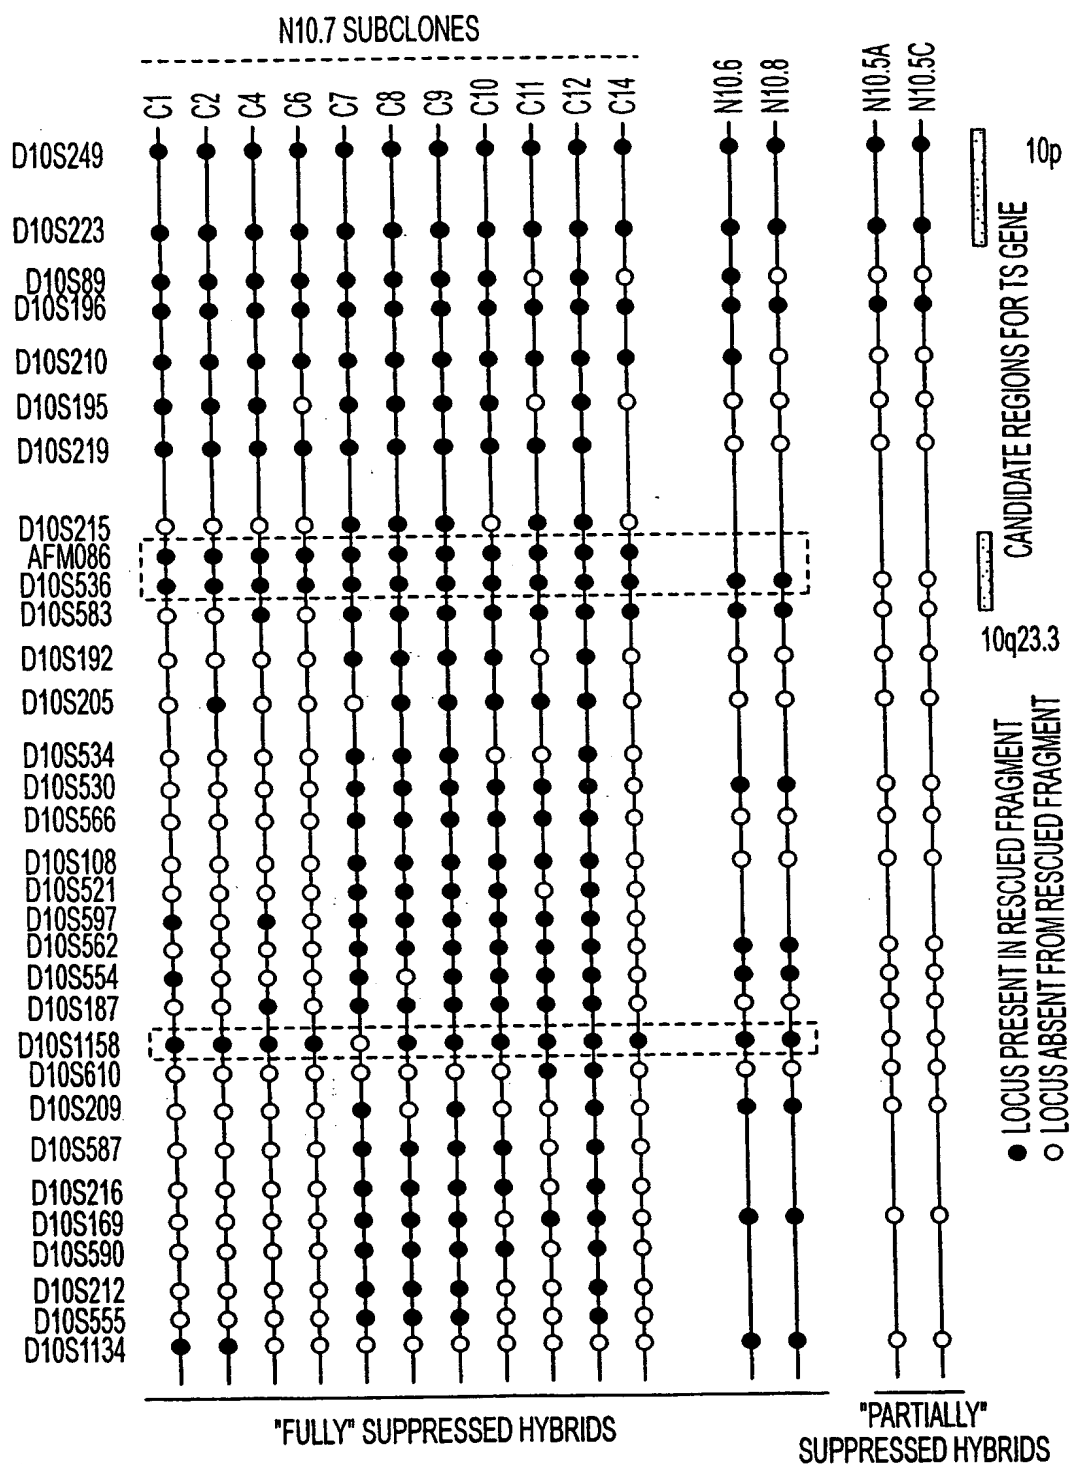 N10.7 SUBCLONES
C1
C2
C4
C6
C7
C8
C9
C10
C11
C12
C14
N10.6
N10.8
N10.5A
N10.5C
D10S249
D10S223
D10S89
D10S196
D10S210
D10S195
D10S219
D10S215
AFM086
D10S536
D10S583
D10S192
D10S205
D10S534
D10S530
D10S566
D10S108
D10S521
D10S597
D10S562
D10S554
D10S187
D10S1158
D10S610
D10S209
D10S587
D10S216
D10S169
D10S590
D10S212
D10S555
D10S1134
10p
CANDIDATE REGIONS FOR TS GENE
10q23.3
LOCUS PRESENT IN RESCUED FRAGMENT
LOCUS ABSENT FROM RESCUED FRAGMENT
"FULLY" SUPPRESSED HYBRIDS
"PARTIALLY"
SUPPRESSED HYBRIDS